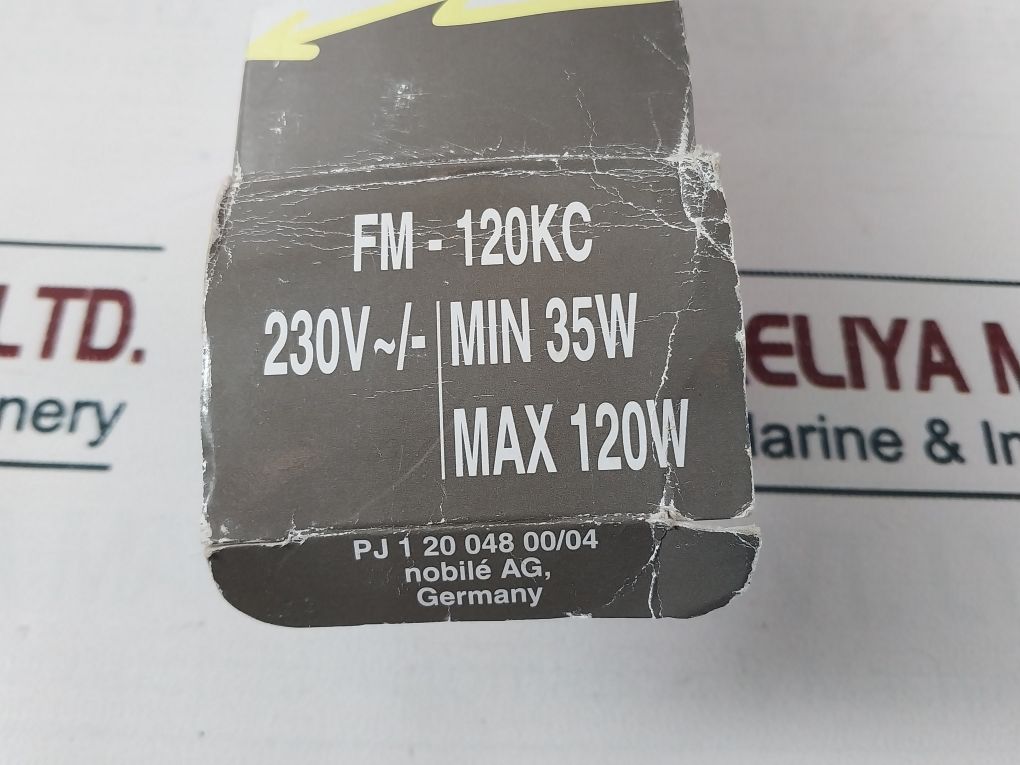 FM - 120KC
230V~/-
MIN 35W
MAX 120W
PJ 1 20 048 00/04
nobilé AG,
Germany
LTD.
ELIYA M
arine & In